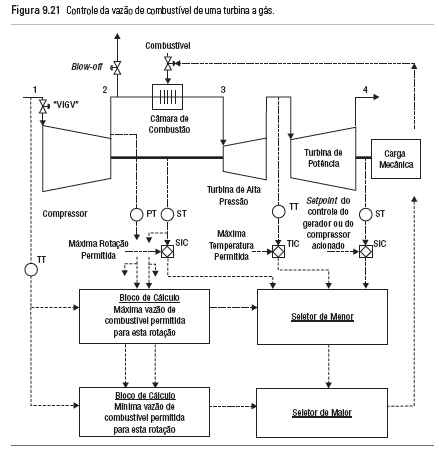 Figura 9.21 Controle da vazão de combustível de uma turbina a gás.
Combustível
Blow-off
1
2
3
4
"VIGV"
Câmara de
Combustão
Turbina de
Potência
Carga
Mecânica
Turbina de Alta
Pressão
Compressor
PT
ST
TT
Setpoint do
controle do
gerador ou do
compressor
acionado
ST
Máxima Rotação
Permitida
SIC
Máxima
Temperatura
Permitida
TIC
SIC
TT
Bloco de Cálculo
Máxima vazão de
combustível permitida
para esta rotação
Seletor de Menor
Bloco de Cálculo
Mínima vazão de
combustível permitida
para esta rotação
Seletor de Maior